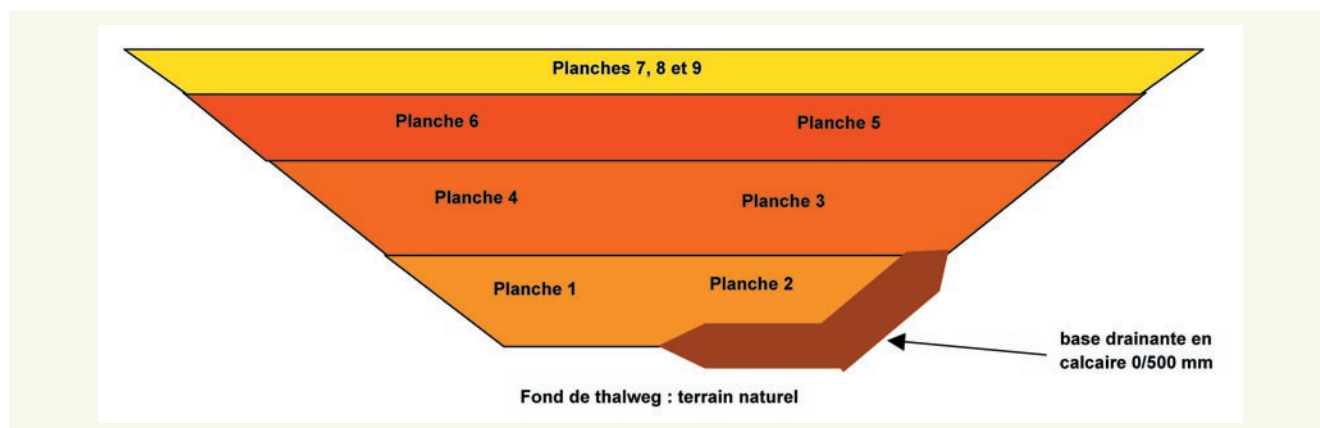 Planches 7, 8 et 9
Planche 6
Planche 5
Planche 4
Planche 3
Planche 1
Planche 2
base drainante en
calcaire 0/500 mm
Fond de thalweg : terrain naturel